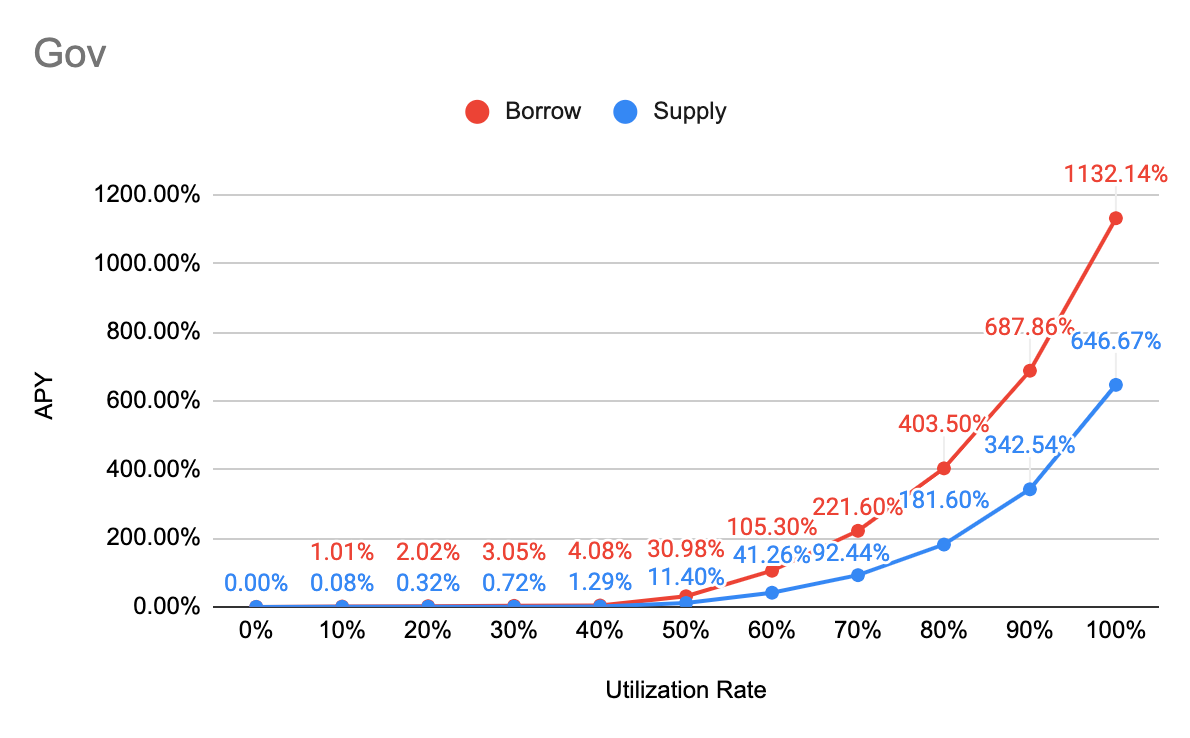 Gov
Borrow Supply
1132.14%
1200.00%
1000.00%
800.00% 687.86% 646.67%
600.00%
APY
403.50% 342.54%
400.00%
221.60% 181.60%
200.00% 1.01% 2.02% 3.05% 4.08% 30.98% 105.30% 41.26% 92.44%
0.00% 0.08% 0.32% 0.72% 1.29% 11.40%
0.00%
0% 10% 20% 30% 40% 50% 60% 70% 80% 90% 100%
Utilization Rate